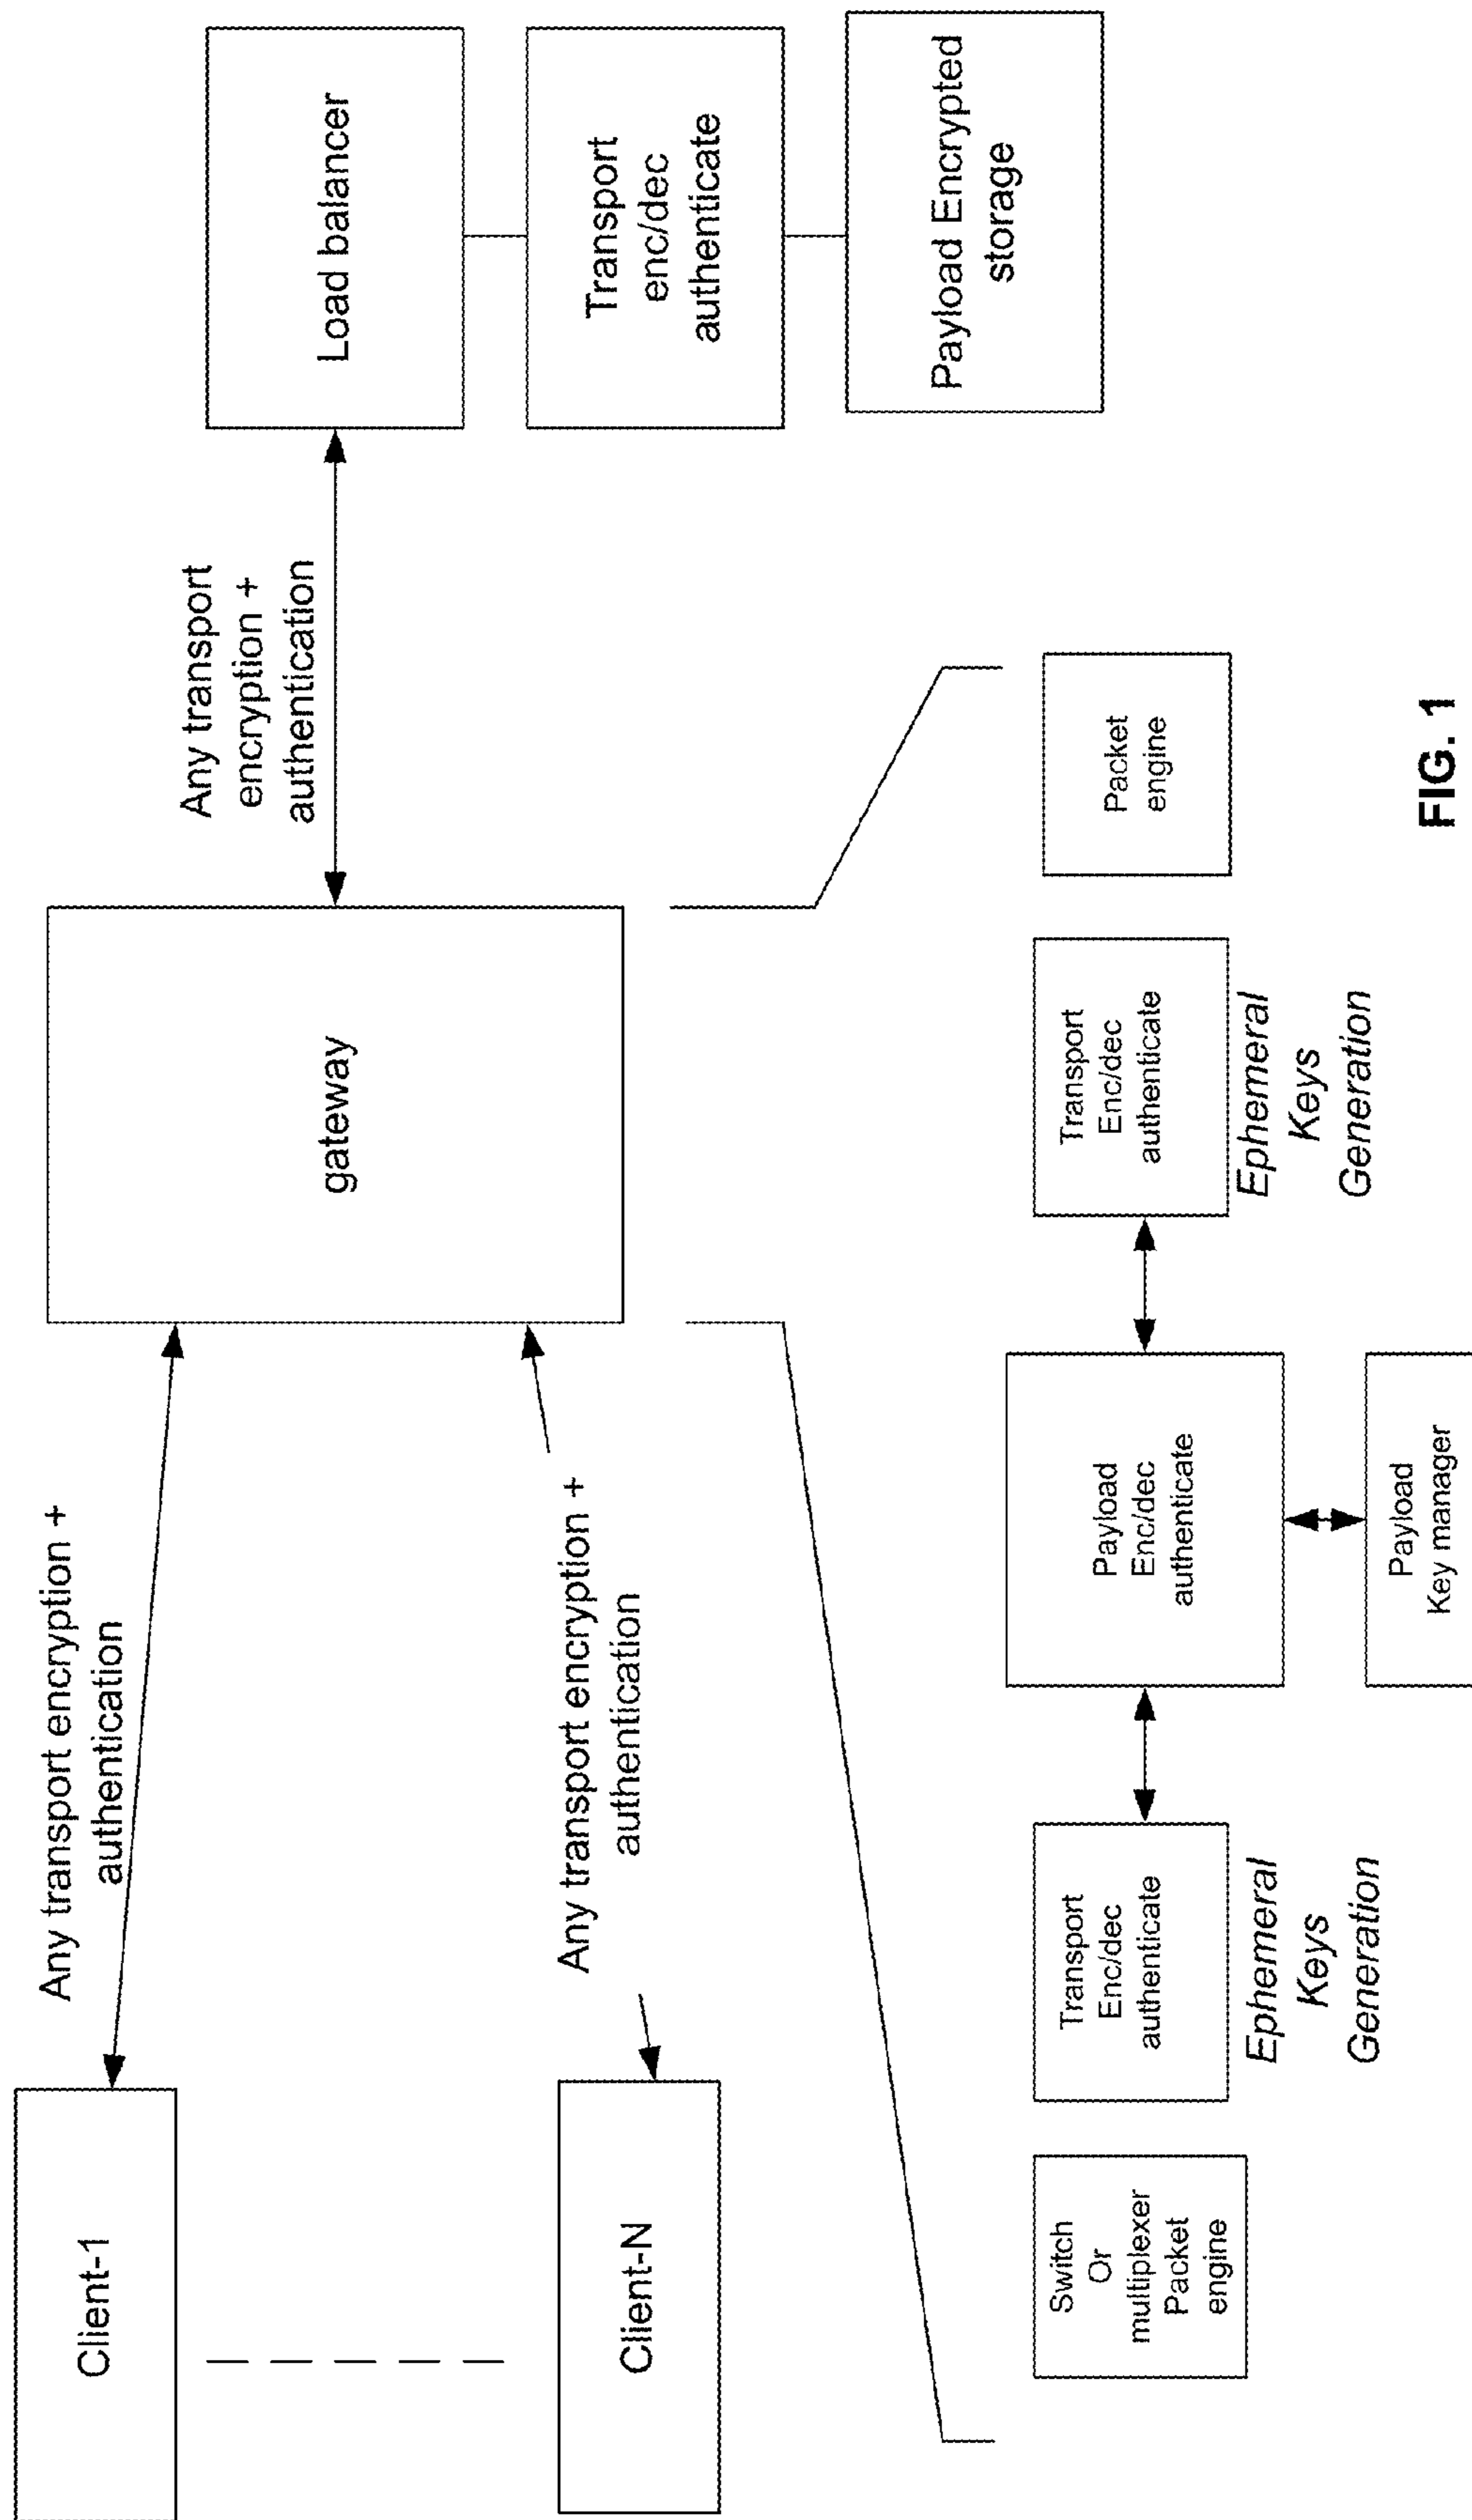 Client-1
Client-N
Any transport encryption +
authentication
Any transport encryption +
authentication
gateway
Any transport
encryption +
authentication
Load balancer
Transport
enc/dec
authenticate
Payload Encrypted
storage
Switch
Or
multiplexer
Packet
engine
Transport
Enc/dec
authenticate
Ephemeral
Keys
Generation
Payload
Enc/dec
authenticate
Payload
Key manager
Transport
Enc/dec
authenticate
Ephemeral
Keys
Generation
Packet
engine
FIG. 1